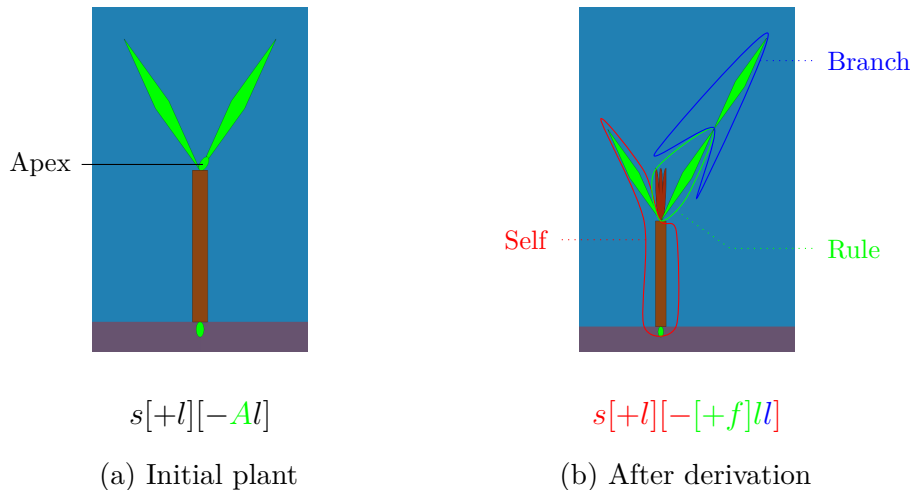 Apex
Branch
Self
Rule
s[+l][−Al]
s[+l][−[+f]ll]
(a) Initial plant
(b) After derivation